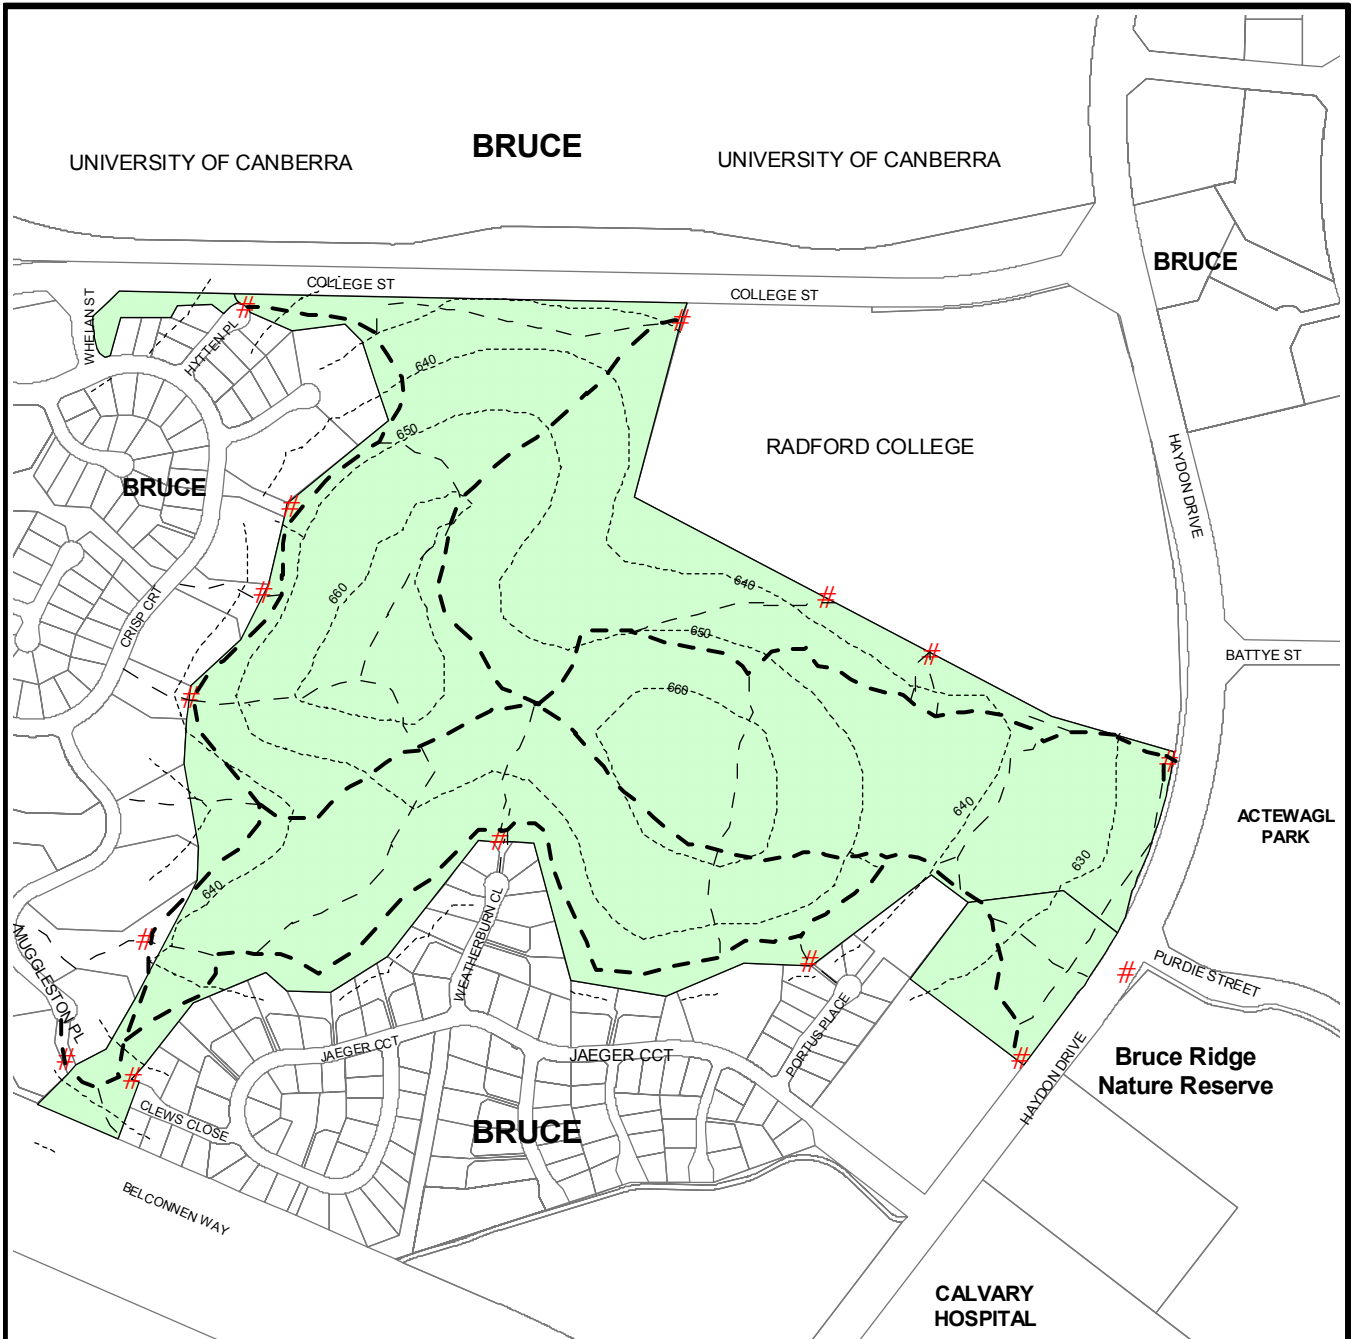 BRUCE
UNIVERSITY OF CANBERRA
UNIVERSITY OF CANBERRA
BRUCE
COLLEGE ST
COLLEGE ST
WHELAN ST
HYTTEN PL
640
650
RADFORD COLLEGE
HAYDON DRIVE
BRUCE
660
640
CRISP CRT
650
BATTYE ST
660
640
ACTEWAGL
PARK
630
640
WEATHERBURN CL
MUGGLESTON PL
PURDIE STREET
PORTUS PLACE
JAEGER CCT
JAEGER CCT
HAYDON DRIVE
Bruce Ridge
Nature Reserve
CLEWS CLOSE
BRUCE
BELCONNEN WAY
CALVARY
HOSPITAL